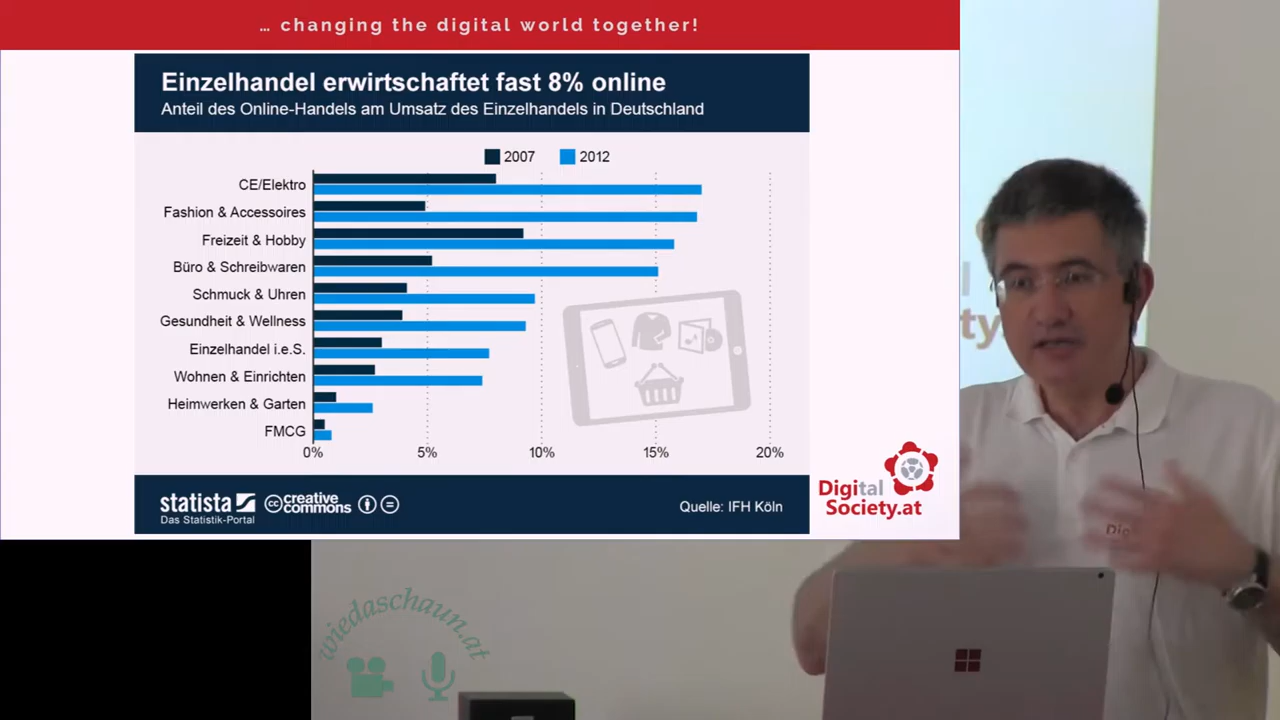 … changing the digital world together!
Einzelhandel erwirtschaftet fast 8% online
Anteil des Online-Handels am Umsatz des Einzelhandels in Deutschland
2007 2012
CE/Elektro
Fashion & Accessoires
Freizeit & Hobby
Büro & Schreibwaren
Schmuck & Uhren
Gesundheit & Wellness
Einzelhandel i.e.S.
Wohnen & Einrichten
Heimwerken & Garten
FMCG
0% 5% 10% 15% 20%
statista
Das Statistik-Portal
cc creative commons
Quelle: IFH Köln
Digital
Society.at
wiedaschaun.at